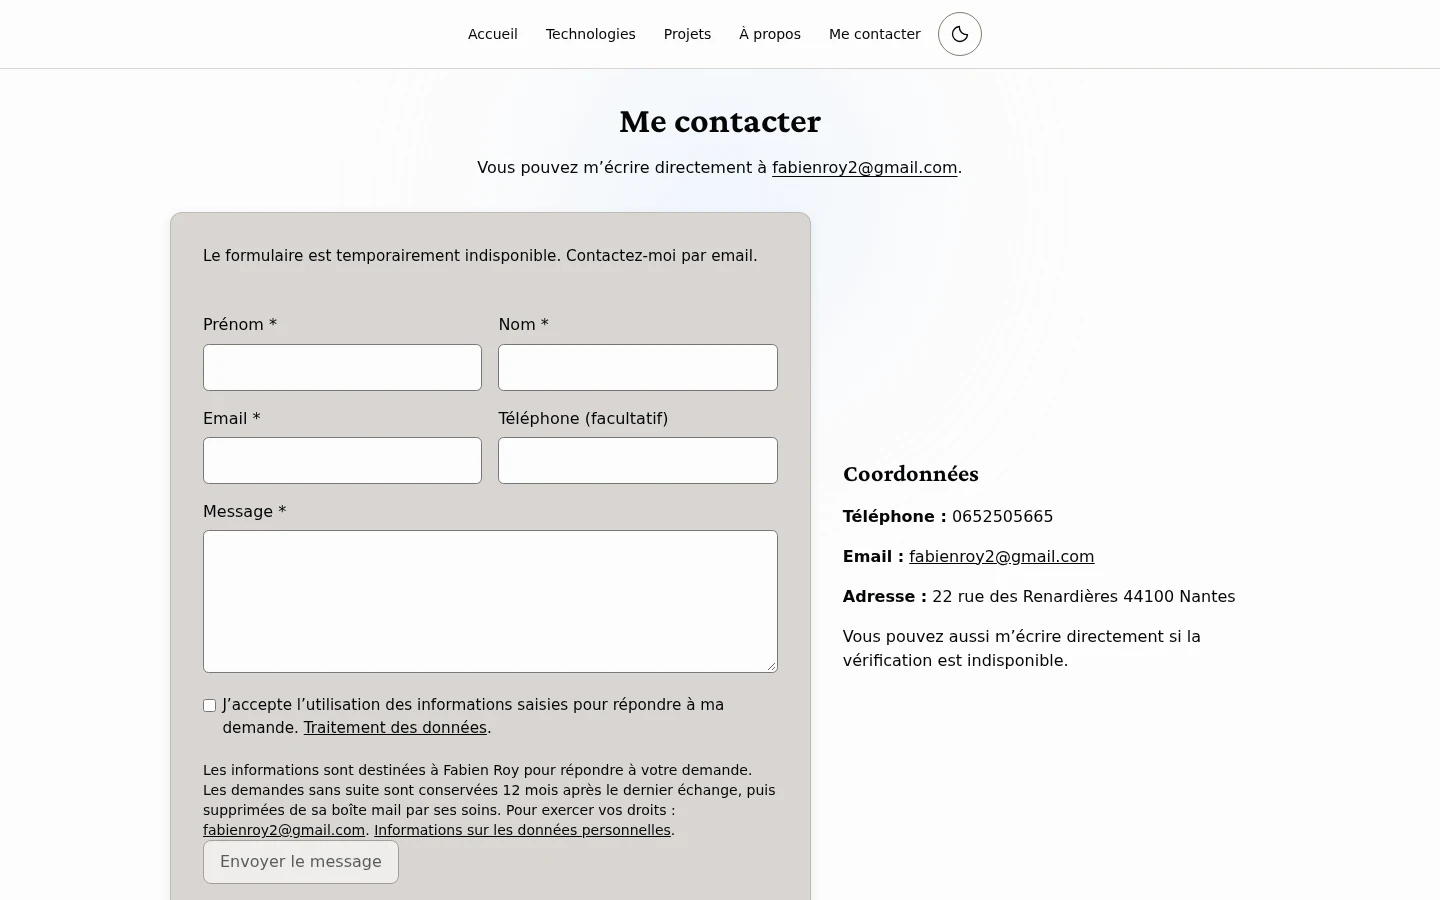 Accueil Technologies Projets À propos Me contacter
Me contacter
Vous pouvez m’écrire directement à fabienroy2@gmail.com.
Le formulaire est temporairement indisponible. Contactez-moi par email.
Prénom * Nom *
Email * Téléphone (facultatif)
Message *
J’accepte l’utilisation des informations saisies pour répondre à ma
demande. Traitement des données.
Les informations sont destinées à Fabien Roy pour répondre à votre demande.
Les demandes sans suite sont conservées 12 mois après le dernier échange, puis
supprimées de sa boîte mail par ses soins. Pour exercer vos droits :
fabienroy2@gmail.com. Informations sur les données personnelles.
Envoyer le message
Coordonnées
Téléphone : 0652505665
Email : fabienroy2@gmail.com
Adresse : 22 rue des Renardières 44100 Nantes
Vous pouvez aussi m’écrire directement si la
vérification est indisponible.